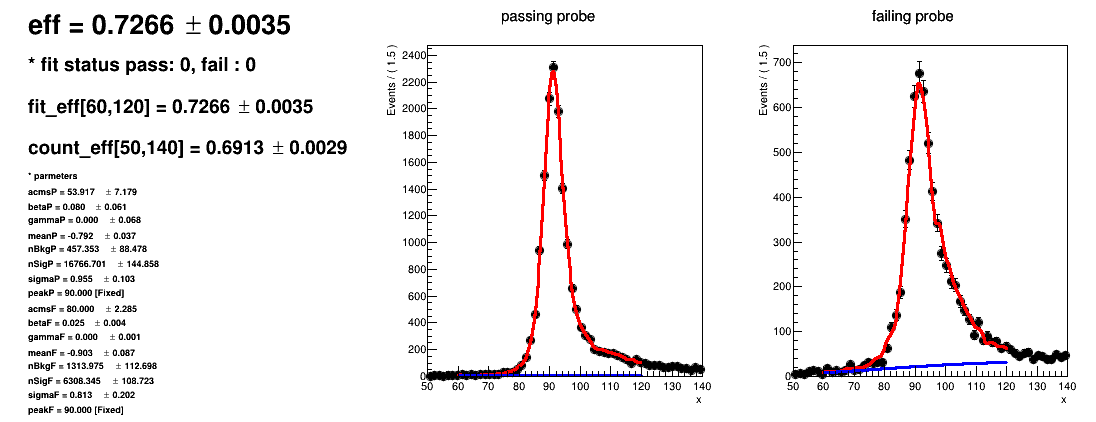 eff = 0.7266 ± 0.0035
* fit status pass: 0, fail : 0
fit_eff[60,120] = 0.7266 ± 0.0035
count_eff[50,140] = 0.6913 ± 0.0029
* parmeters
acmsP = 53.917 ± 7.179
betaP = 0.080 ± 0.061
gammaP = 0.000 ± 0.068
meanP = -0.792 ± 0.037
nBkgP = 457.353 ± 88.478
nSigP = 16766.701 ± 144.858
sigmaP = 0.955 ± 0.103
peakP = 90.000 [Fixed]
acmsF = 80.000 ± 2.285
betaF = 0.025 ± 0.004
gammaF = 0.000 ± 0.001
meanF = -0.903 ± 0.087
nBkgF = 1313.975 ± 112.698
nSigF = 6308.345 ± 108.723
sigmaF = 0.813 ± 0.202
peakF = 90.000 [Fixed]
passing probe
Events / ( 1.5 )
2400
2200
2000
1800
1600
1400
1200
1000
800
600
400
200
0
50 60 70 80 90 100 110 120 130 140
x
failing probe
Events / ( 1.5 )
700
600
500
400
300
200
100
0
50 60 70 80 90 100 110 120 130 140
x